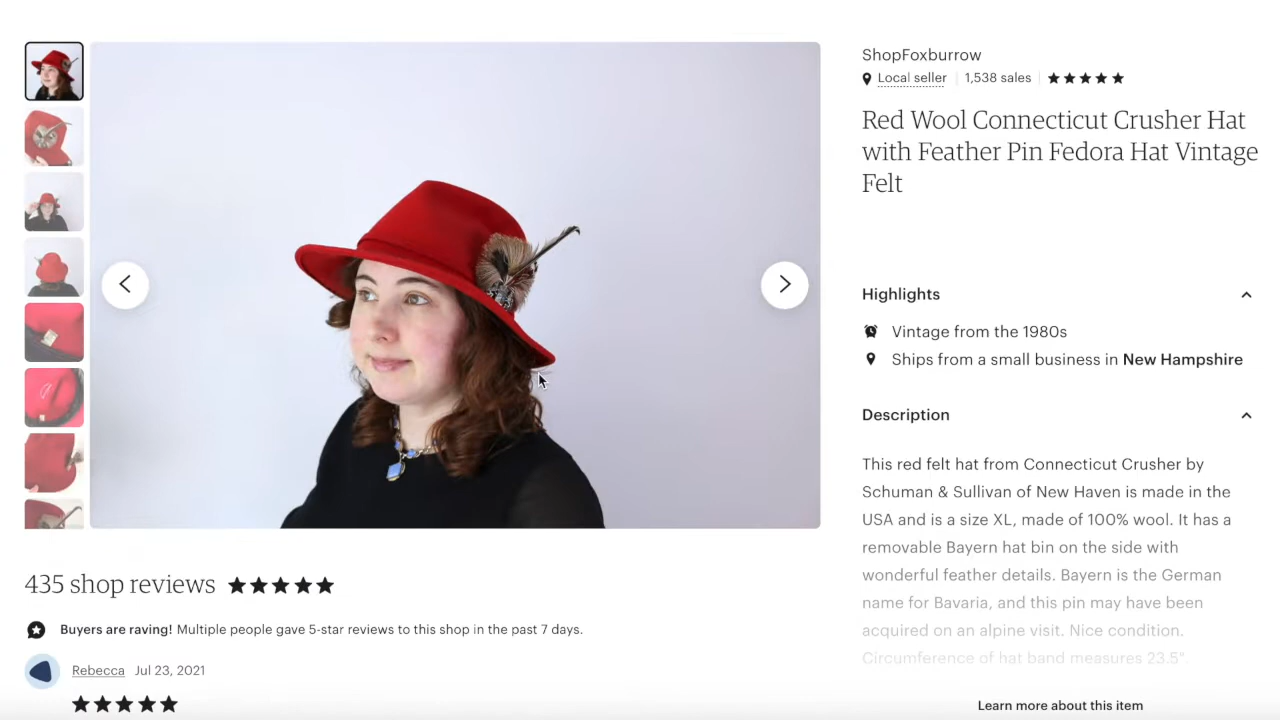 ShopFoxburrow
Local seller 1,538 sales
Red Wool Connecticut Crusher Hat
with Feather Pin Fedora Hat Vintage
Felt
Highlights
Vintage from the 1980s
Ships from a small business in New Hampshire
Description
This red felt hat from Connecticut Crusher by
Schuman & Sullivan of New Haven is made in the
USA and is a size XL, made of 100% wool. It has a
removable Bayern hat bin on the side with
wonderful feather details. Bayern is the German
name for Bavaria, and this pin may have been
acquired on an alpine visit. Nice condition.
Circumference of hat band measures 23.5".
Learn more about this item
435 shop reviews
Buyers are raving! Multiple people gave 5-star reviews to this shop in the past 7 days.
Rebecca Jul 23, 2021